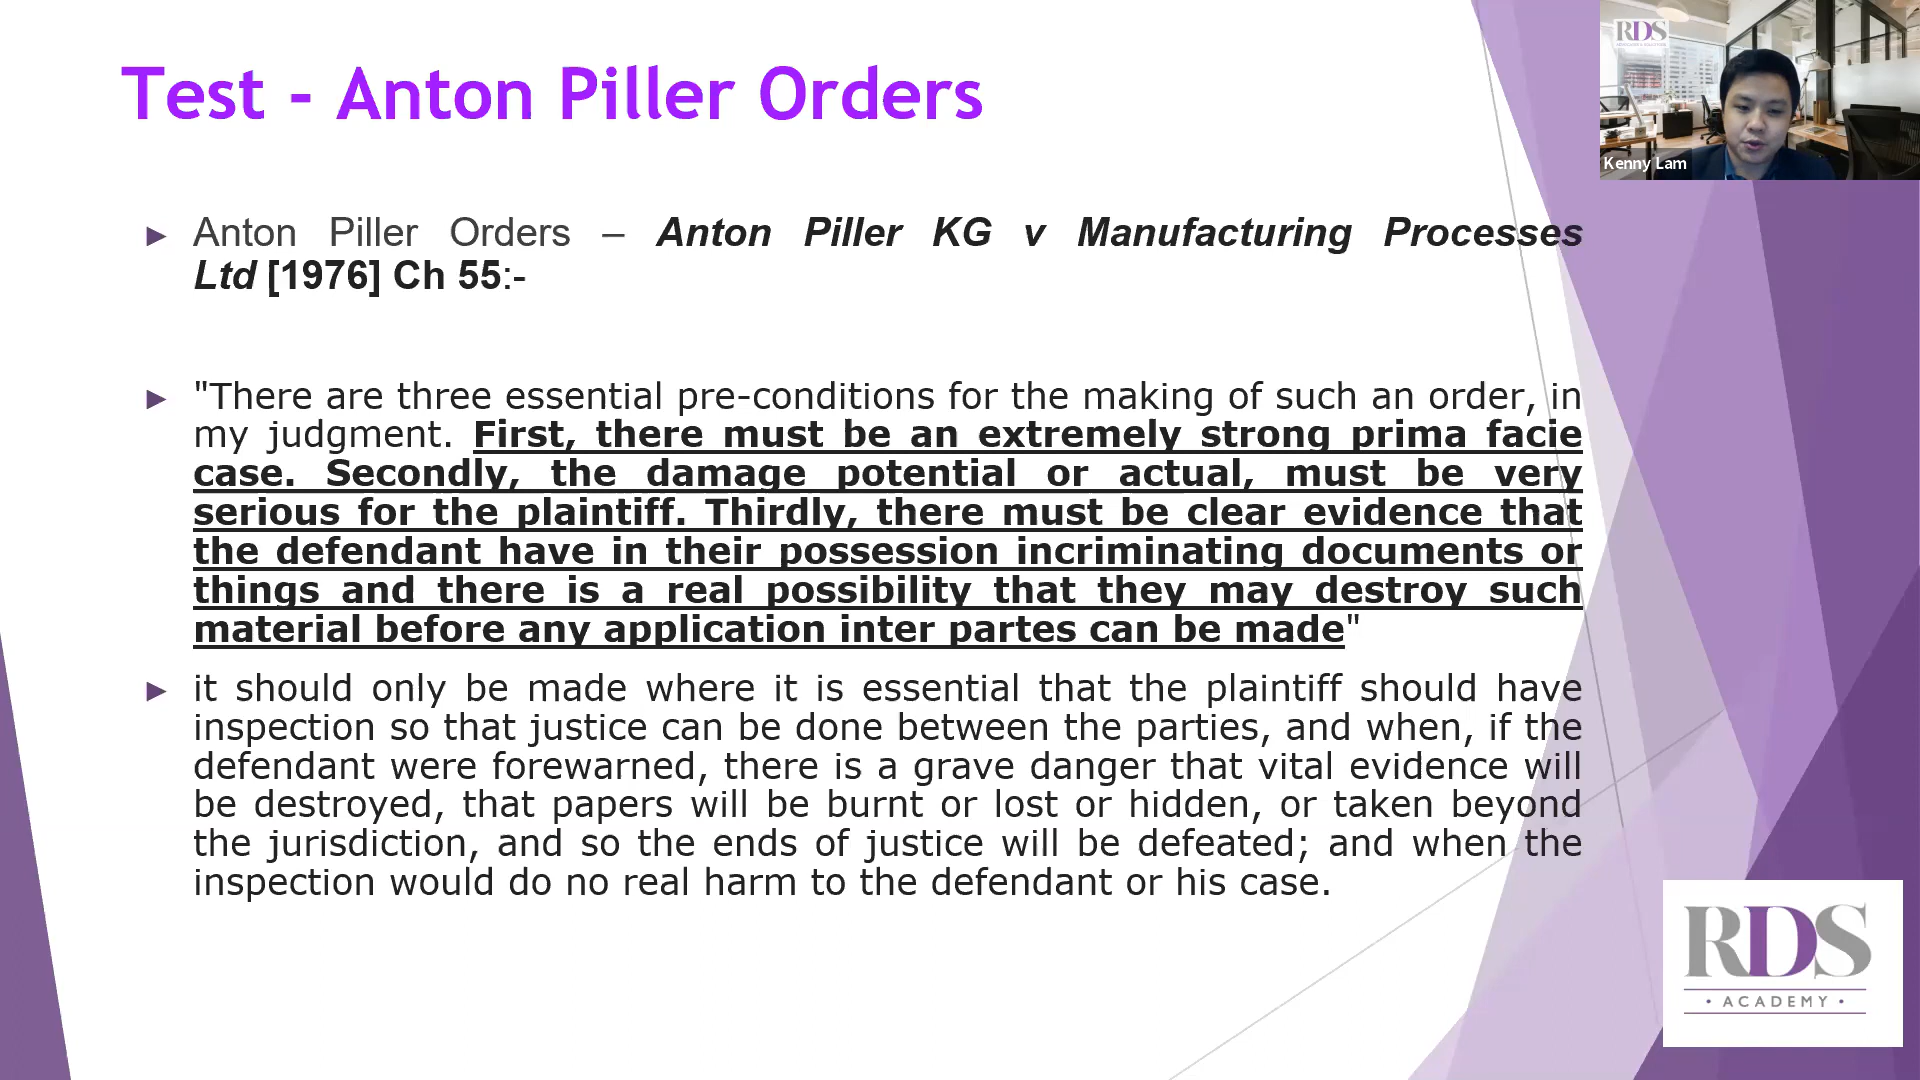 Test - Anton Piller Orders
RDS
Kenny Lam
Anton Piller Orders – Anton Piller KG v Manufacturing Processes
Ltd [1976] Ch 55:-
"There are three essential pre-conditions for the making of such an order, in
my judgment. First, there must be an extremely strong prima facie
case. Secondly, the damage potential or actual, must be very
serious for the plaintiff. Thirdly, there must be clear evidence that
the defendant have in their possession incriminating documents or
things and there is a real possibility that they may destroy such
material before any application inter partes can be made"
it should only be made where it is essential that the plaintiff should have
inspection so that justice can be done between the parties, and when, if the
defendant were forewarned, there is a grave danger that vital evidence will
be destroyed, that papers will be burnt or lost or hidden, or taken beyond
the jurisdiction, and so the ends of justice will be defeated; and when the
inspection would do no real harm to the defendant or his case.
RDS
• ACADEMY •